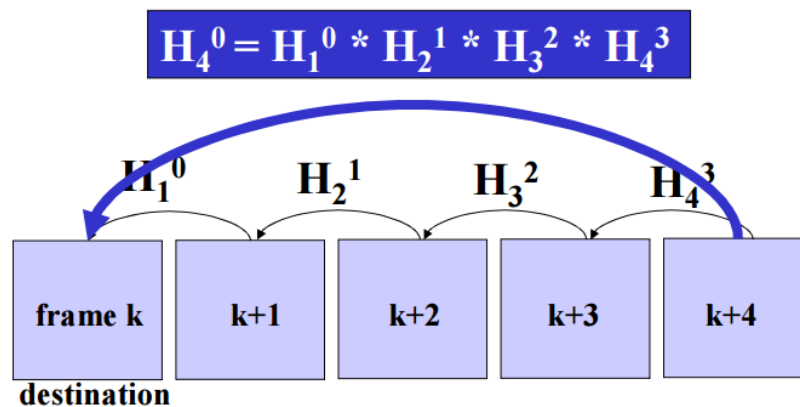 H₄⁰ = H₁⁰ * H₂¹ * H₃² * H₄³
H₁⁰ H₂¹ H₃² H₄³
frame k k+1 k+2 k+3 k+4
destination